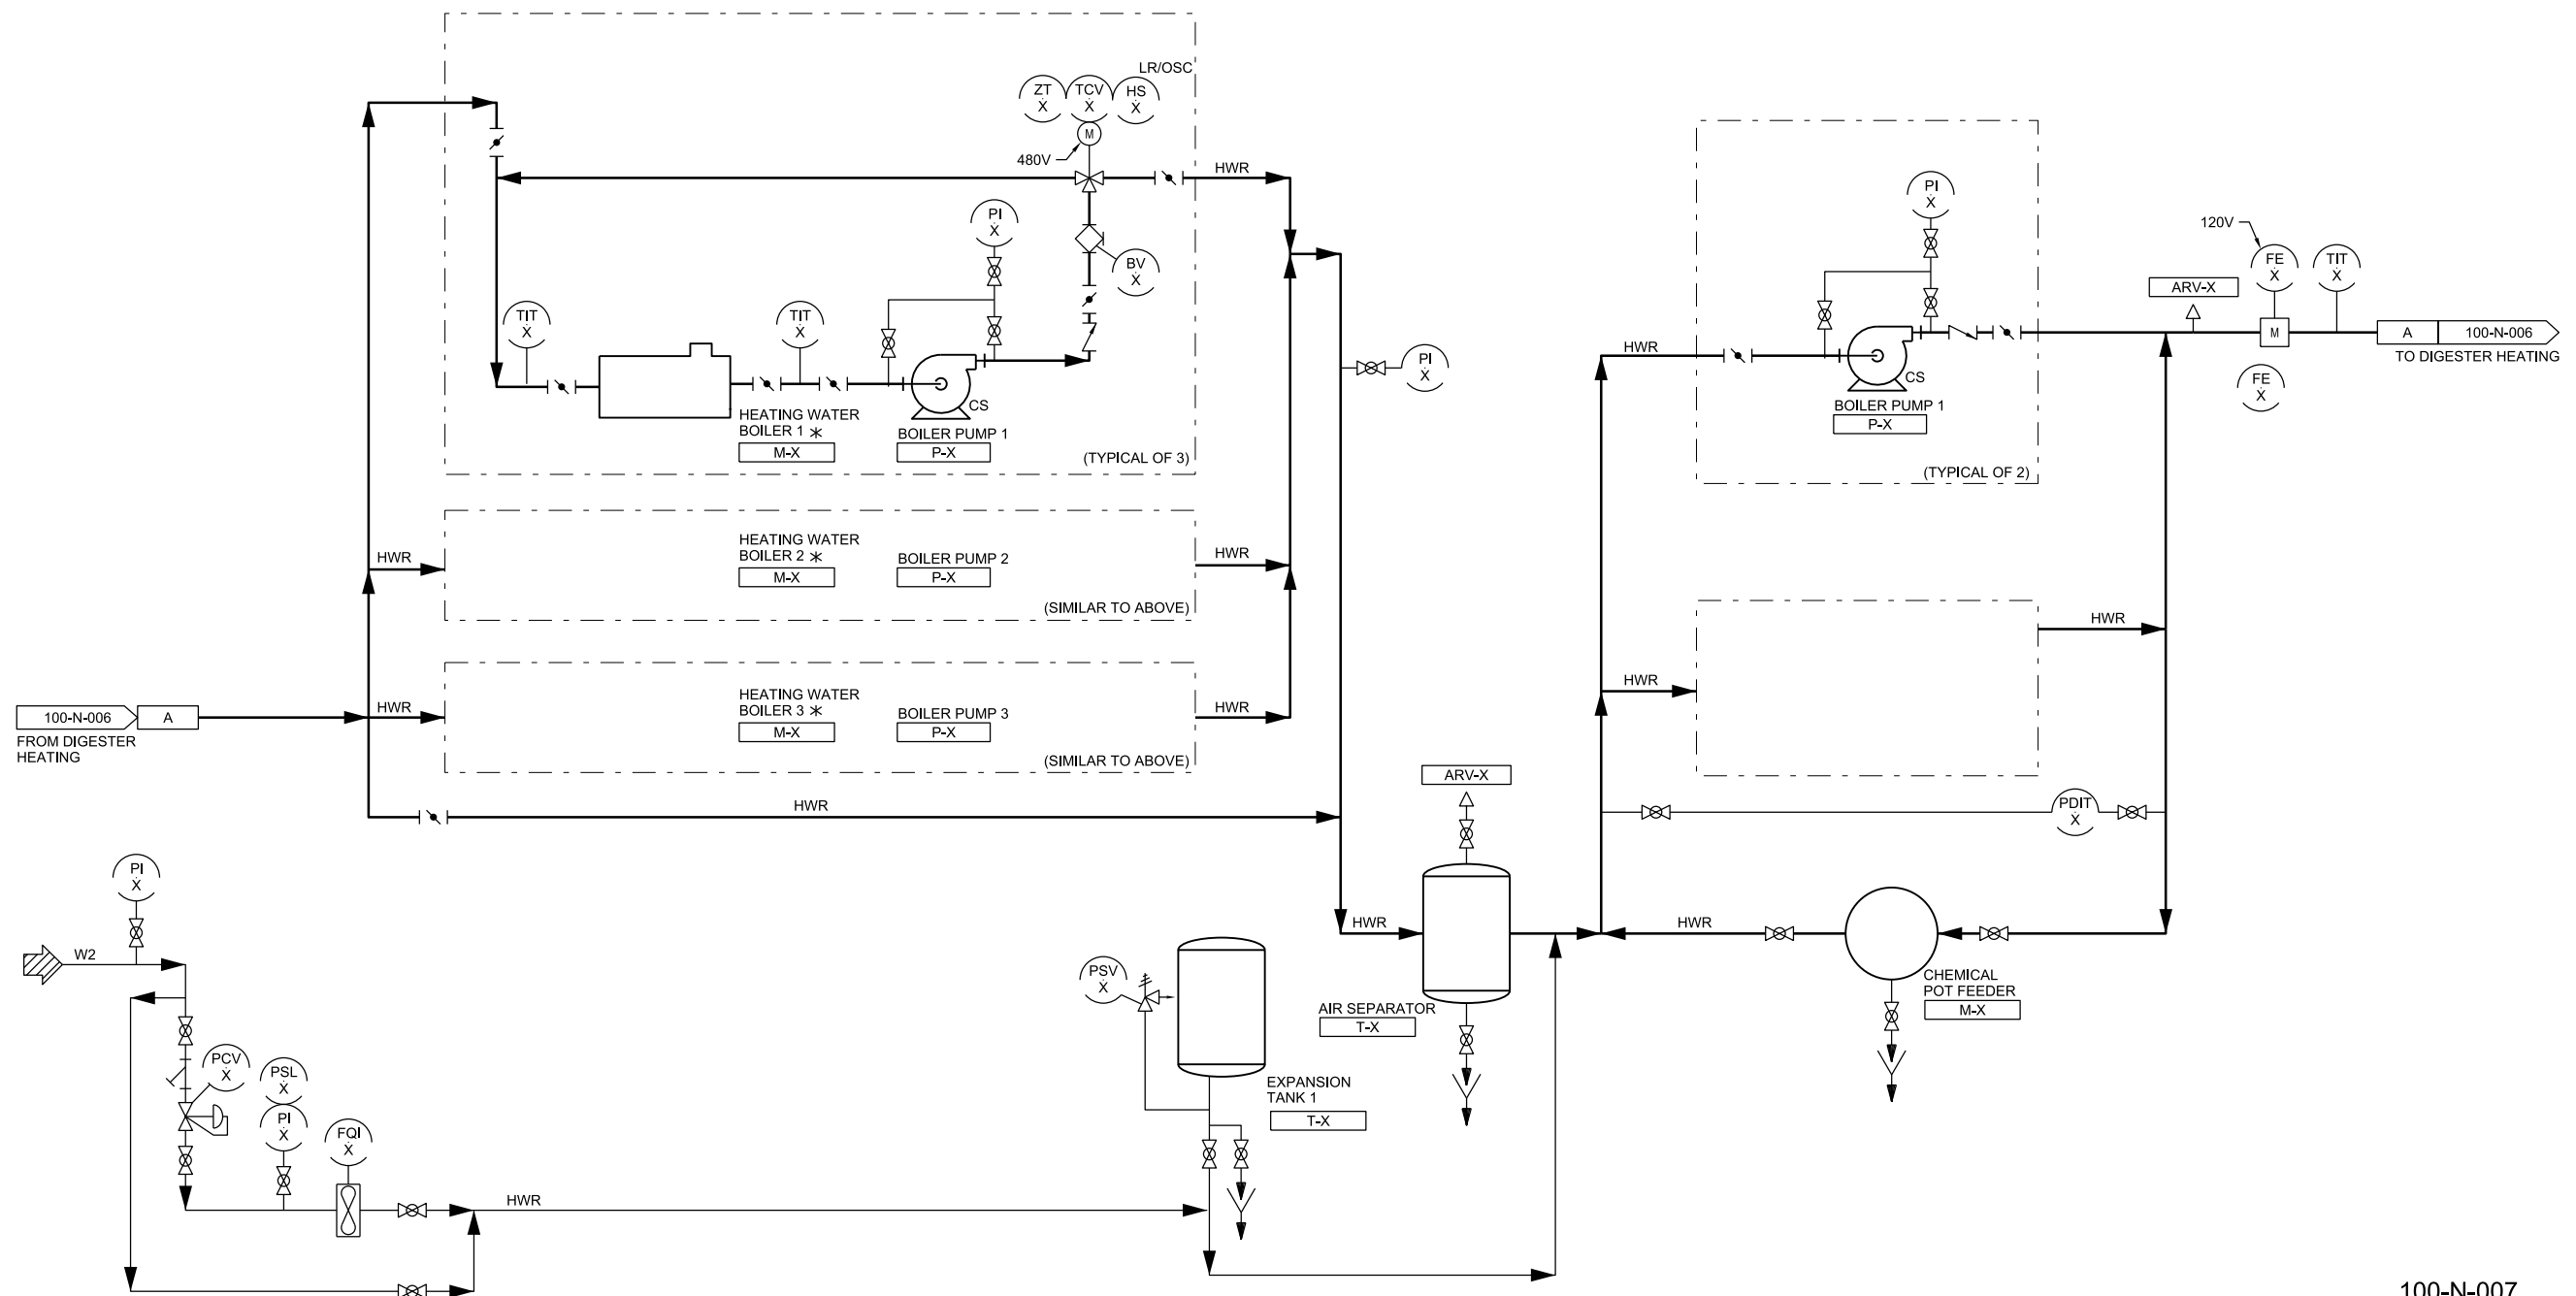 LR/OSC
ZT
X
TCV
X
HS
X
M
480V
HWR
PI
X
BV
X
TIT
X
TIT
X
CS
HEATING WATER
BOILER 1 *
M-X
BOILER PUMP 1
P-X
(TYPICAL OF 3)
HWR
HEATING WATER
BOILER 2 *
M-X
BOILER PUMP 2
P-X
(SIMILAR TO ABOVE)
HWR
HWR
HEATING WATER
BOILER 3 *
M-X
BOILER PUMP 3
P-X
(SIMILAR TO ABOVE)
HWR
100-N-006
A
FROM DIGESTER
HEATING
HWR
PI
X
PI
X
HWR
CS
BOILER PUMP 1
P-X
(TYPICAL OF 2)
120V
FE
X
TIT
X
ARV-X
M
FE
X
A
100-N-006
TO DIGESTER HEATING
HWR
HWR
PDIT
X
ARV-X
HWR
AIR SEPARATOR
T-X
HWR
CHEMICAL
POT FEEDER
M-X
PI
X
W2
PCV
X
PSL
X
PI
X
FQI
X
HWR
PSV
X
EXPANSION
TANK 1
T-X
100-N-007